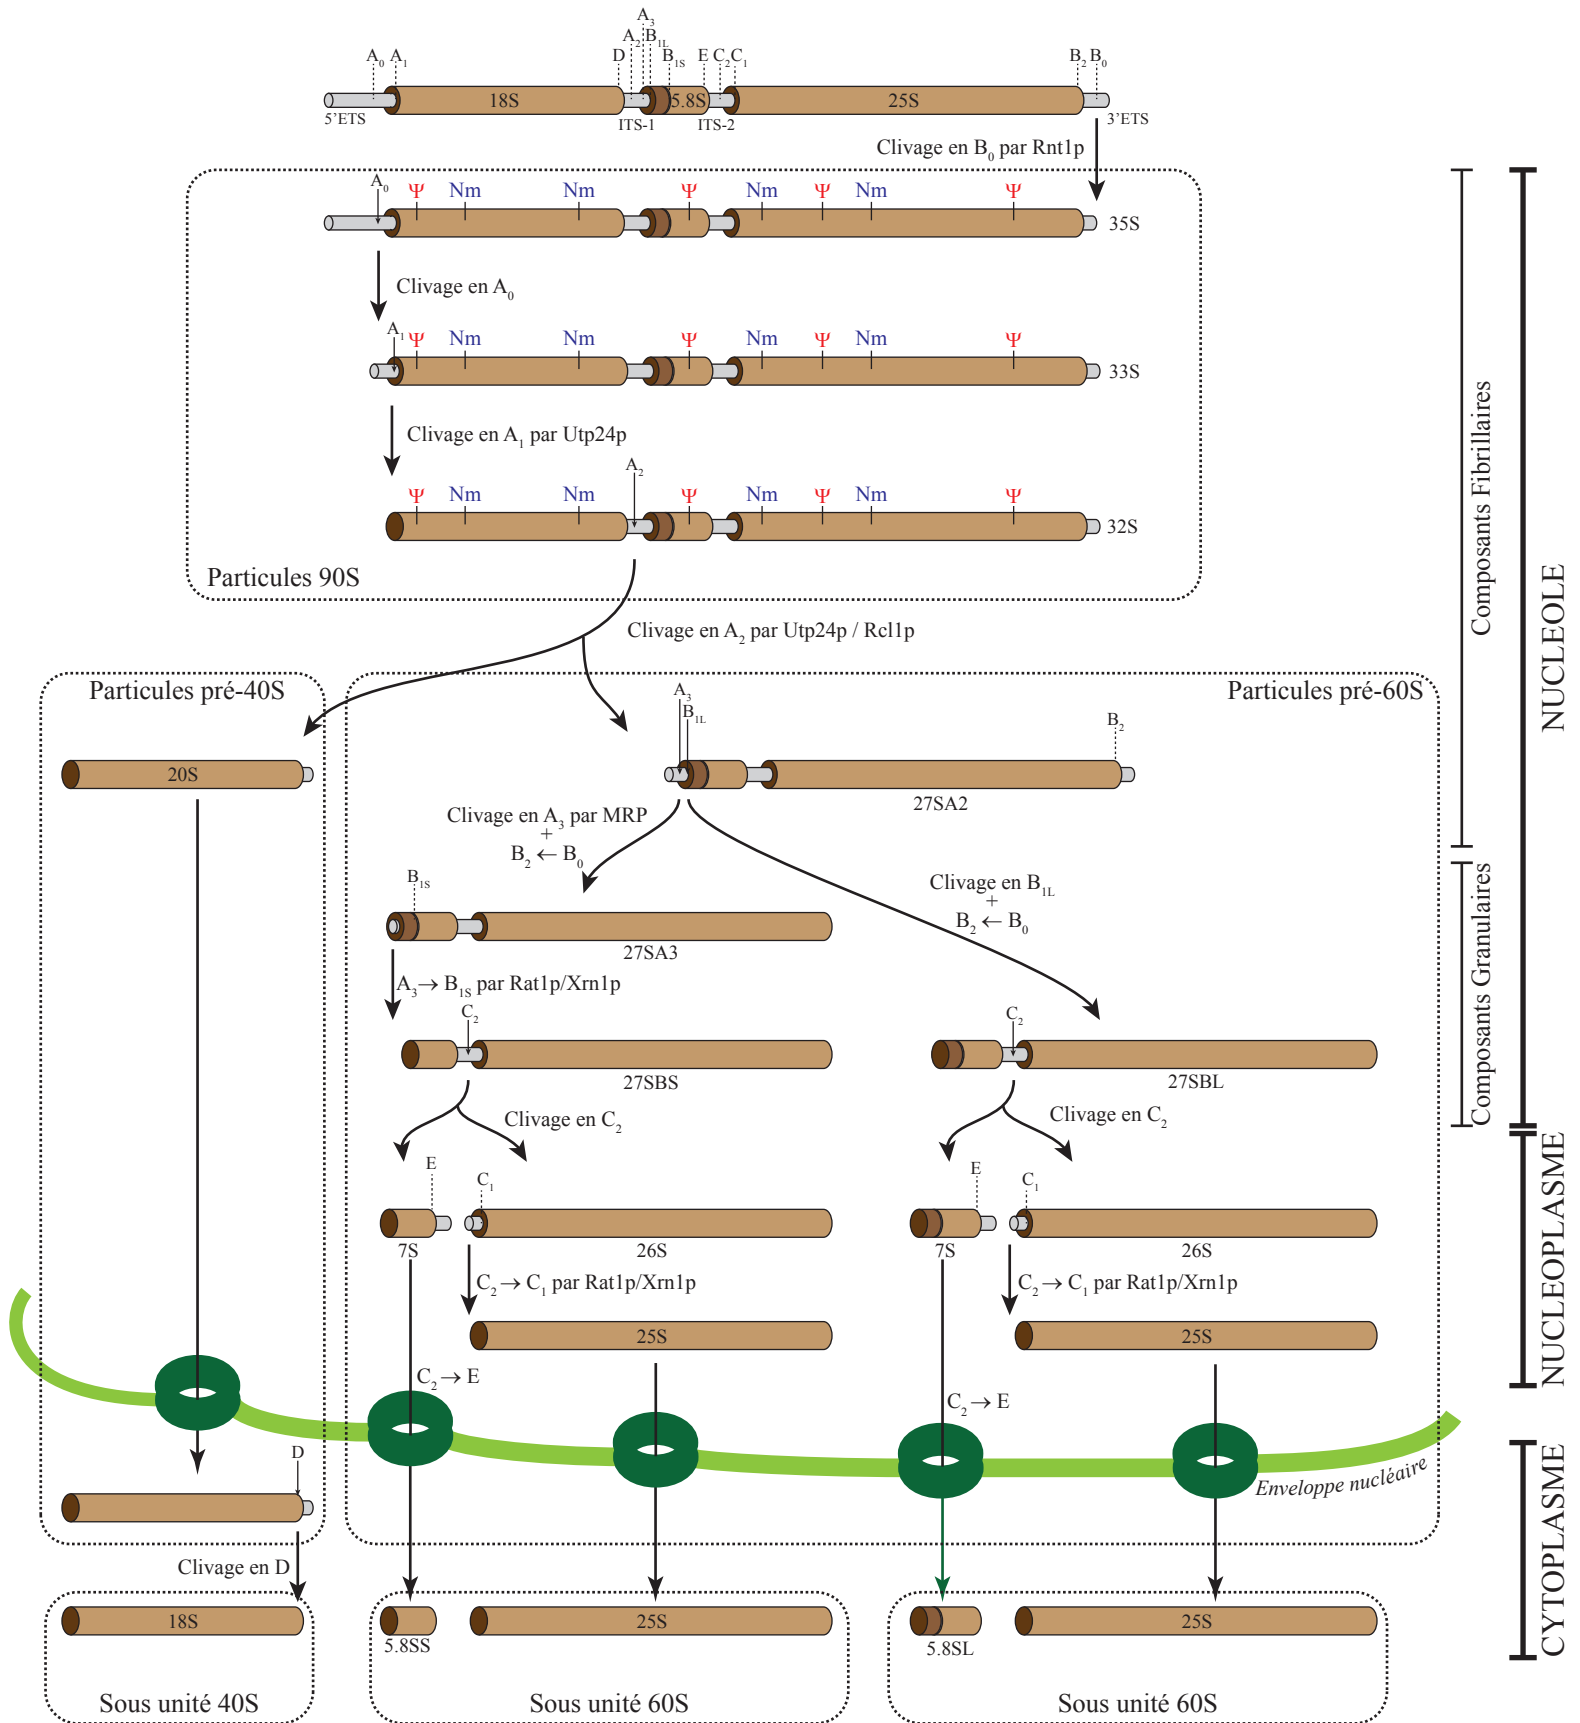 A3
A2 B1L
A0 A1 D B1S E C2 C1 B2 B0
18S 5.8S 25S
5’ETS ITS-1 ITS-2 3’ETS
Clivage en B0 par Rnt1p
A0 Ψ Nm Nm Ψ Nm Ψ Nm Ψ
35S
Clivage en A0
A1 Ψ Nm Nm Ψ Nm Ψ Nm Ψ
33S
Clivage en A1 par Utp24p
A2
Ψ Nm Nm Ψ Nm Ψ Nm Ψ
32S
Particules 90S
Clivage en A2 par Utp24p / Rcl1p
Particules pré-40S
Particules pré-60S
A3
B1L B2
20S
27SA2
Clivage en A3 par MRP
+
B2 ← B0
Clivage en B1L
+
B2 ← B0
B1S
27SA3
A3 → B1S par Rat1p/Xrn1p
C2
27SBS
C2
27SBL
Clivage en C2
Clivage en C2
E C1
7S 26S
E C1
7S 26S
C2 → C1 par Rat1p/Xrn1p
C2 → C1 par Rat1p/Xrn1p
25S
25S
C2 → E
C2 → E
Enveloppe nucléaire
D
Clivage en D
18S
5.8SS
25S
5.8SL
25S
Sous unité 40S
Sous unité 60S
Sous unité 60S
Composants Fibrillaires
Composants Granulaires
NUCLEOLE
NUCLEOPLASME
CYTOPLASME